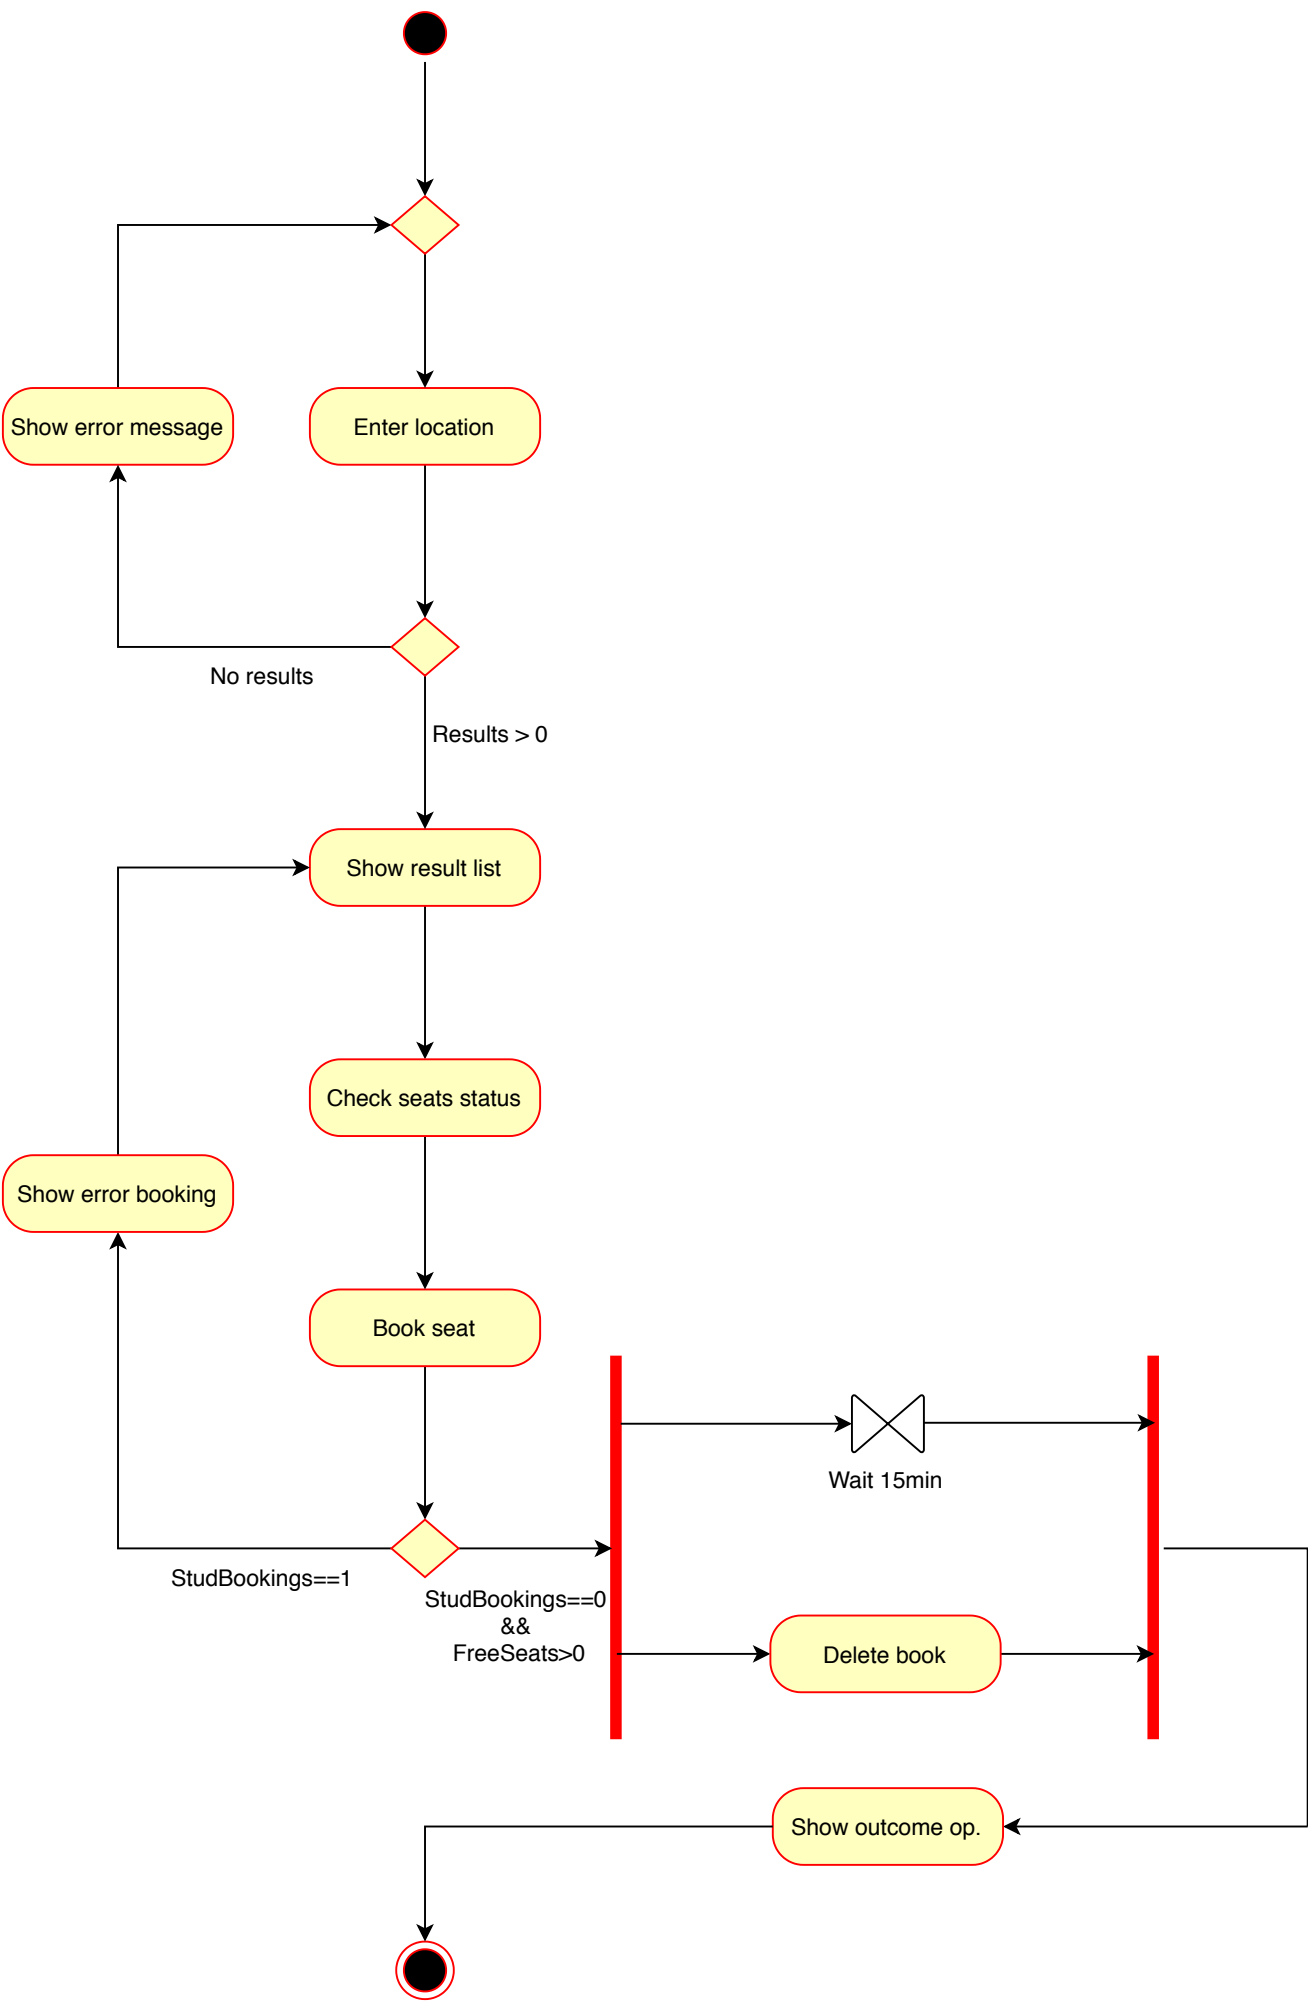 Show error message
Enter location
No results
Results > 0
Show result list
Check seats status
Show error booking
Book seat
Wait 15min
StudBookings==1
StudBookings==0
&&
FreeSeats>0
Delete book
Show outcome op.